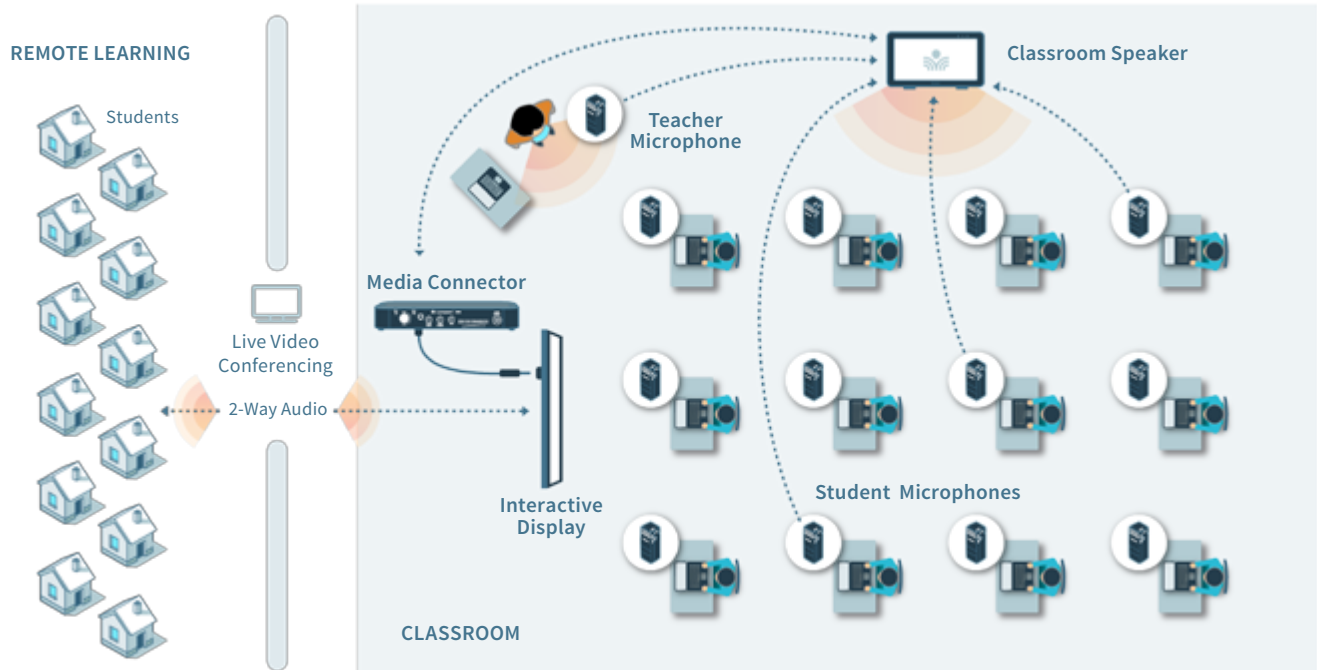 REMOTE LEARNING
Students
Live Video
Conferencing
2-Way Audio
Classroom Speaker
Teacher
Microphone
Media Connector
Interactive
Display
Student Microphones
CLASSROOM